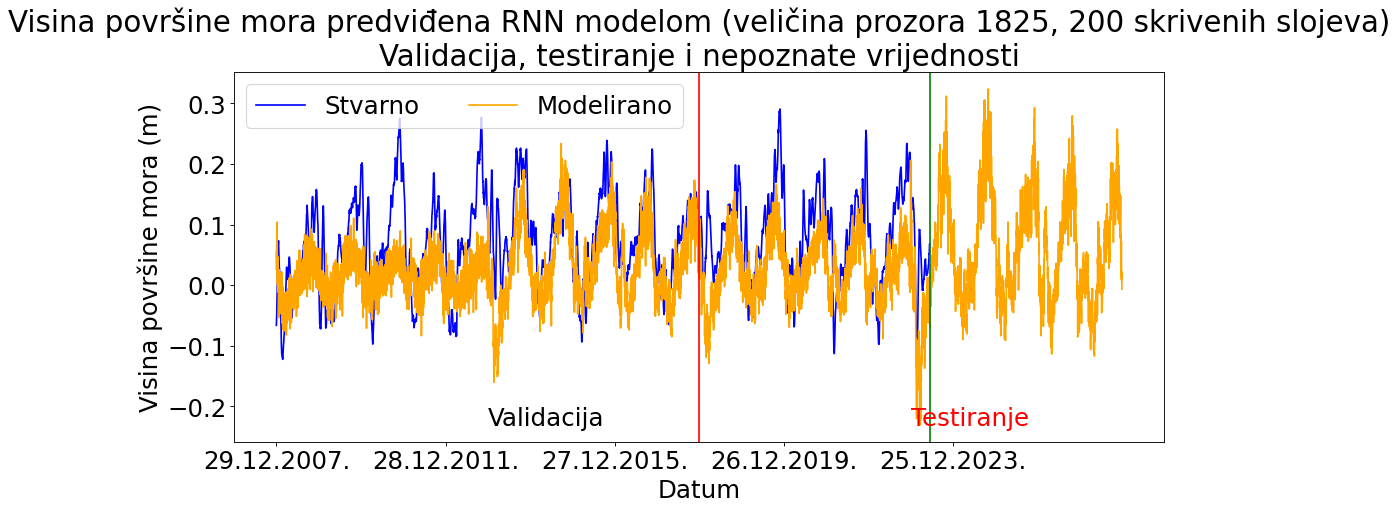 Visina površine mora predviđena RNN modelom (veličina prozora 1825, 200 skrivenih slojeva)
Validacija, testiranje i nepoznate vrijednosti
Stvarno Modelirano
0.3
0.2
0.1
0.0
−0.1
−0.2
Visina površine mora (m)
Validacija Testiranje
29.12.2007. 28.12.2011. 27.12.2015. 26.12.2019. 25.12.2023.
Datum